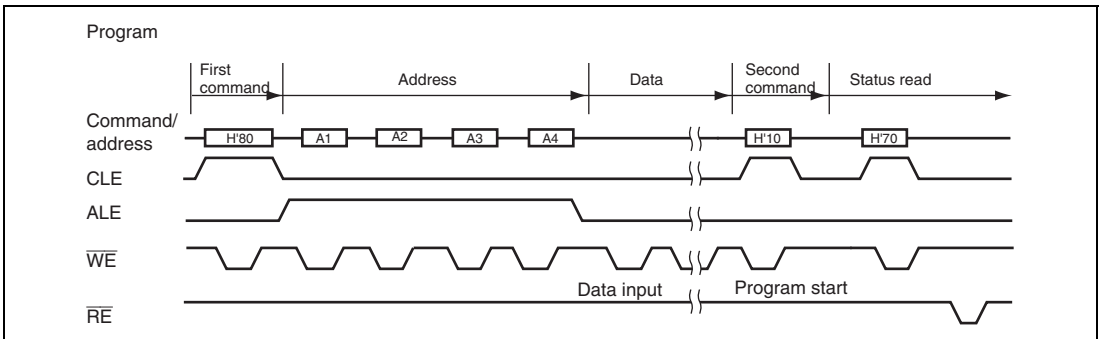 Program
First command
Address
Data
Second command
Status read
Command/
address
H'80
A1
A2
A3
A4
H'10
H'70
CLE
ALE
WE
Data input
Program start
RE